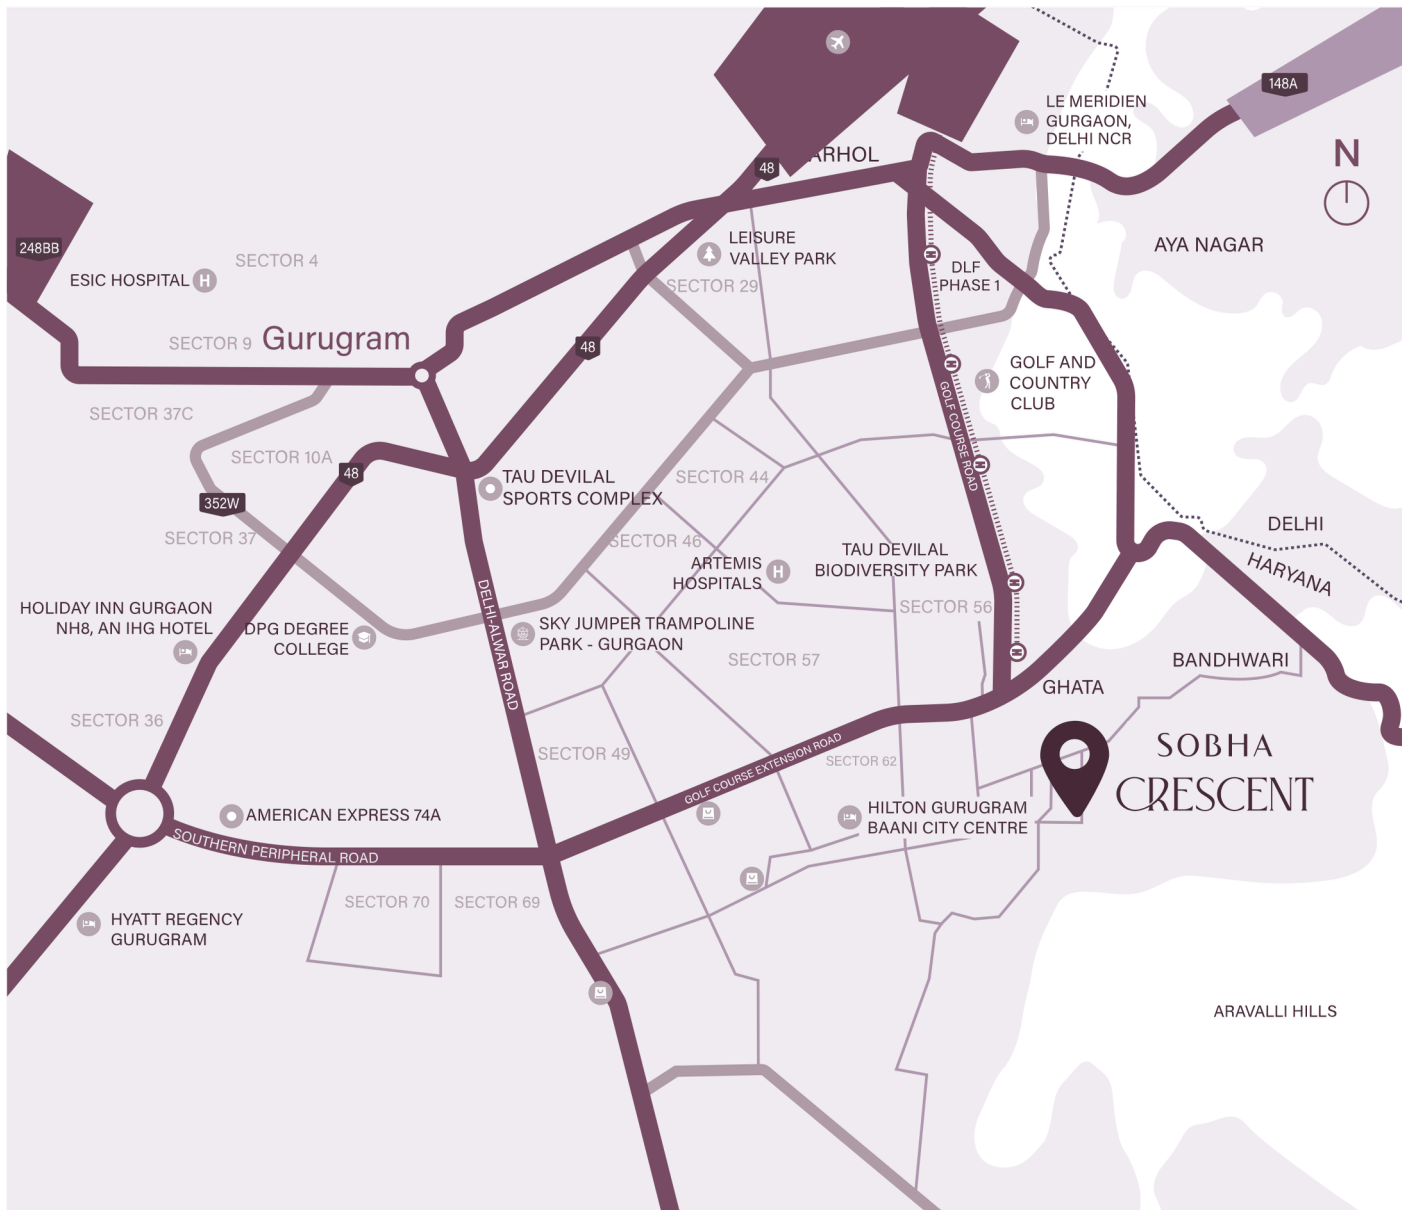 148A
LE MERIDIEN
GURGAON,
DELHI NCR
N
ARHOL
48
248BB
ESIC HOSPITAL
H
SECTOR 4
LEISURE
VALLEY PARK
SECTOR 29
DLF
PHASE 1
AYA NAGAR
SECTOR 9
Gurugram
48
GOLF AND
COUNTRY
CLUB
GOLF COURSE ROAD
SECTOR 37C
SECTOR 10A
48
352W
SECTOR 37
TAU DEVILAL
SPORTS COMPLEX
SECTOR 44
SECTOR 46
ARTEMIS
HOSPITALS
H
TAU DEVILAL
BIODIVERSITY PARK
SECTOR 56
DELHI
HARYANA
HOLIDAY INN GURGAON
NH8, AN IHG HOTEL
DPG DEGREE
COLLEGE
DELHI-ALWAR ROAD
SKY JUMPER TRAMPOLINE
PARK - GURGAON
SECTOR 57
BANDHWARI
GHATA
SECTOR 36
SECTOR 49
GOLF COURSE EXTENSION ROAD
SECTOR 62
SOBHA
CRESCENT
AMERICAN EXPRESS 74A
HILTON GURUGRAM
BAANI CITY CENTRE
SOUTHERN PERIPHERAL ROAD
SECTOR 70
SECTOR 69
HYATT REGENCY
GURUGRAM
ARAVALLI HILLS